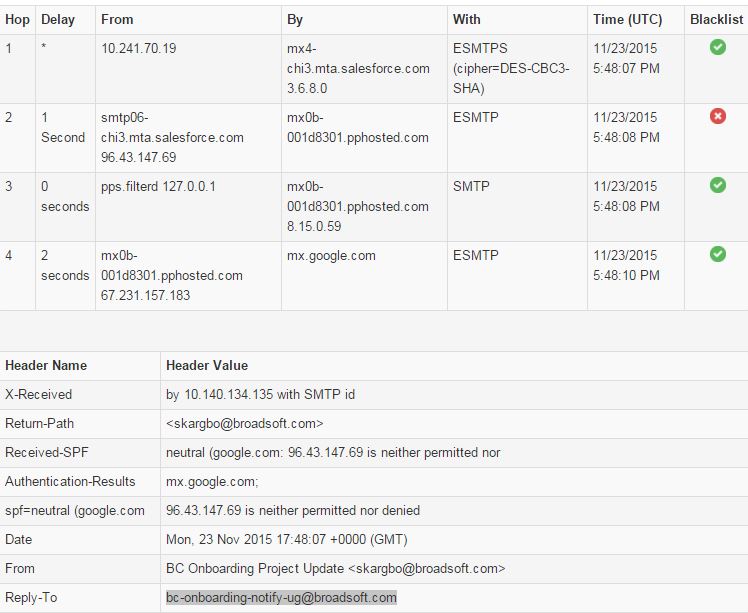 Hop Delay From By With Time (UTC) Blacklist
1 * 10.241.70.19 mx4- ESMTPS 11/23/2015
chi3.mta.salesforce.com (cipher=DES-CBC3- 5:48:07 PM
3.6.8.0 SHA)
2 1 smtp06- mx0b- ESMTP 11/23/2015
Second chi3.mta.salesforce.com 001d8301.pphosted.com 5:48:08 PM
96.43.147.69
3 0 pps.filterd 127.0.0.1 mx0b- SMTP 11/23/2015
seconds 001d8301.pphosted.com 5:48:08 PM
8.15.0.59
4 2 mx0b- mx.google.com ESMTP 11/23/2015
seconds 001d8301.pphosted.com 5:48:10 PM
67.231.157.183
Header Name Header Value
X-Received by 10.140.134.135 with SMTP id
Return-Path <skargbo@broadsoft.com>
Received-SPF neutral (google.com: 96.43.147.69 is neither permitted nor
Authentication-Results mx.google.com;
spf=neutral (google.com 96.43.147.69 is neither permitted nor denied
Date Mon, 23 Nov 2015 17:48:07 +0000 (GMT)
From BC Onboarding Project Update <skargbo@broadsoft.com>
Reply-To bc-onboarding-notify-ug@broadsoft.com